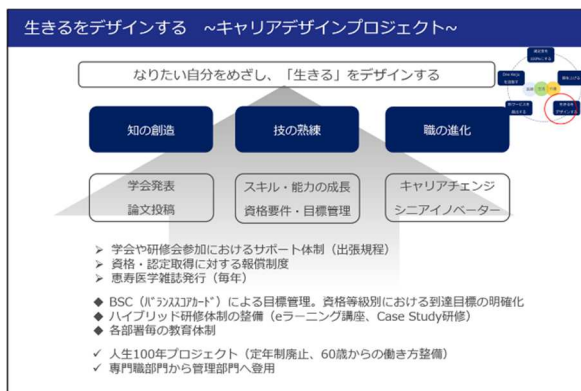 生きるをデザインする ~キャリアデザインプロジェクト~
なりたい自分をめざし、「生きる」をデザインする
知の創造
技の熟練
職の進化
学会発表
論文投稿
スキル・能力の成長
資格要件・目標管理
キャリアチェンジ
シニアイノベーター
➢ 学会や研修会参加におけるサポート体制（出張規程）
➢ 資格・認定取得に対する報償制度
➢ 恵寿医学雑誌発行（毎年）
◆ BSC（ﾊﾞﾗﾝｽｽｺｱｶｰﾄﾞ）による目標管理。資格等級別における到達目標の明確化
◆ ハイブリッド研修体制の整備（eラーニング講座、Case Study研修）
◆ 各部署毎の教育体制
✓ 人生100年プロジェクト（定年制廃止、60歳からの働き方整備）
✓ 専門職部門から管理部門へ登用
生きるを
デザインする